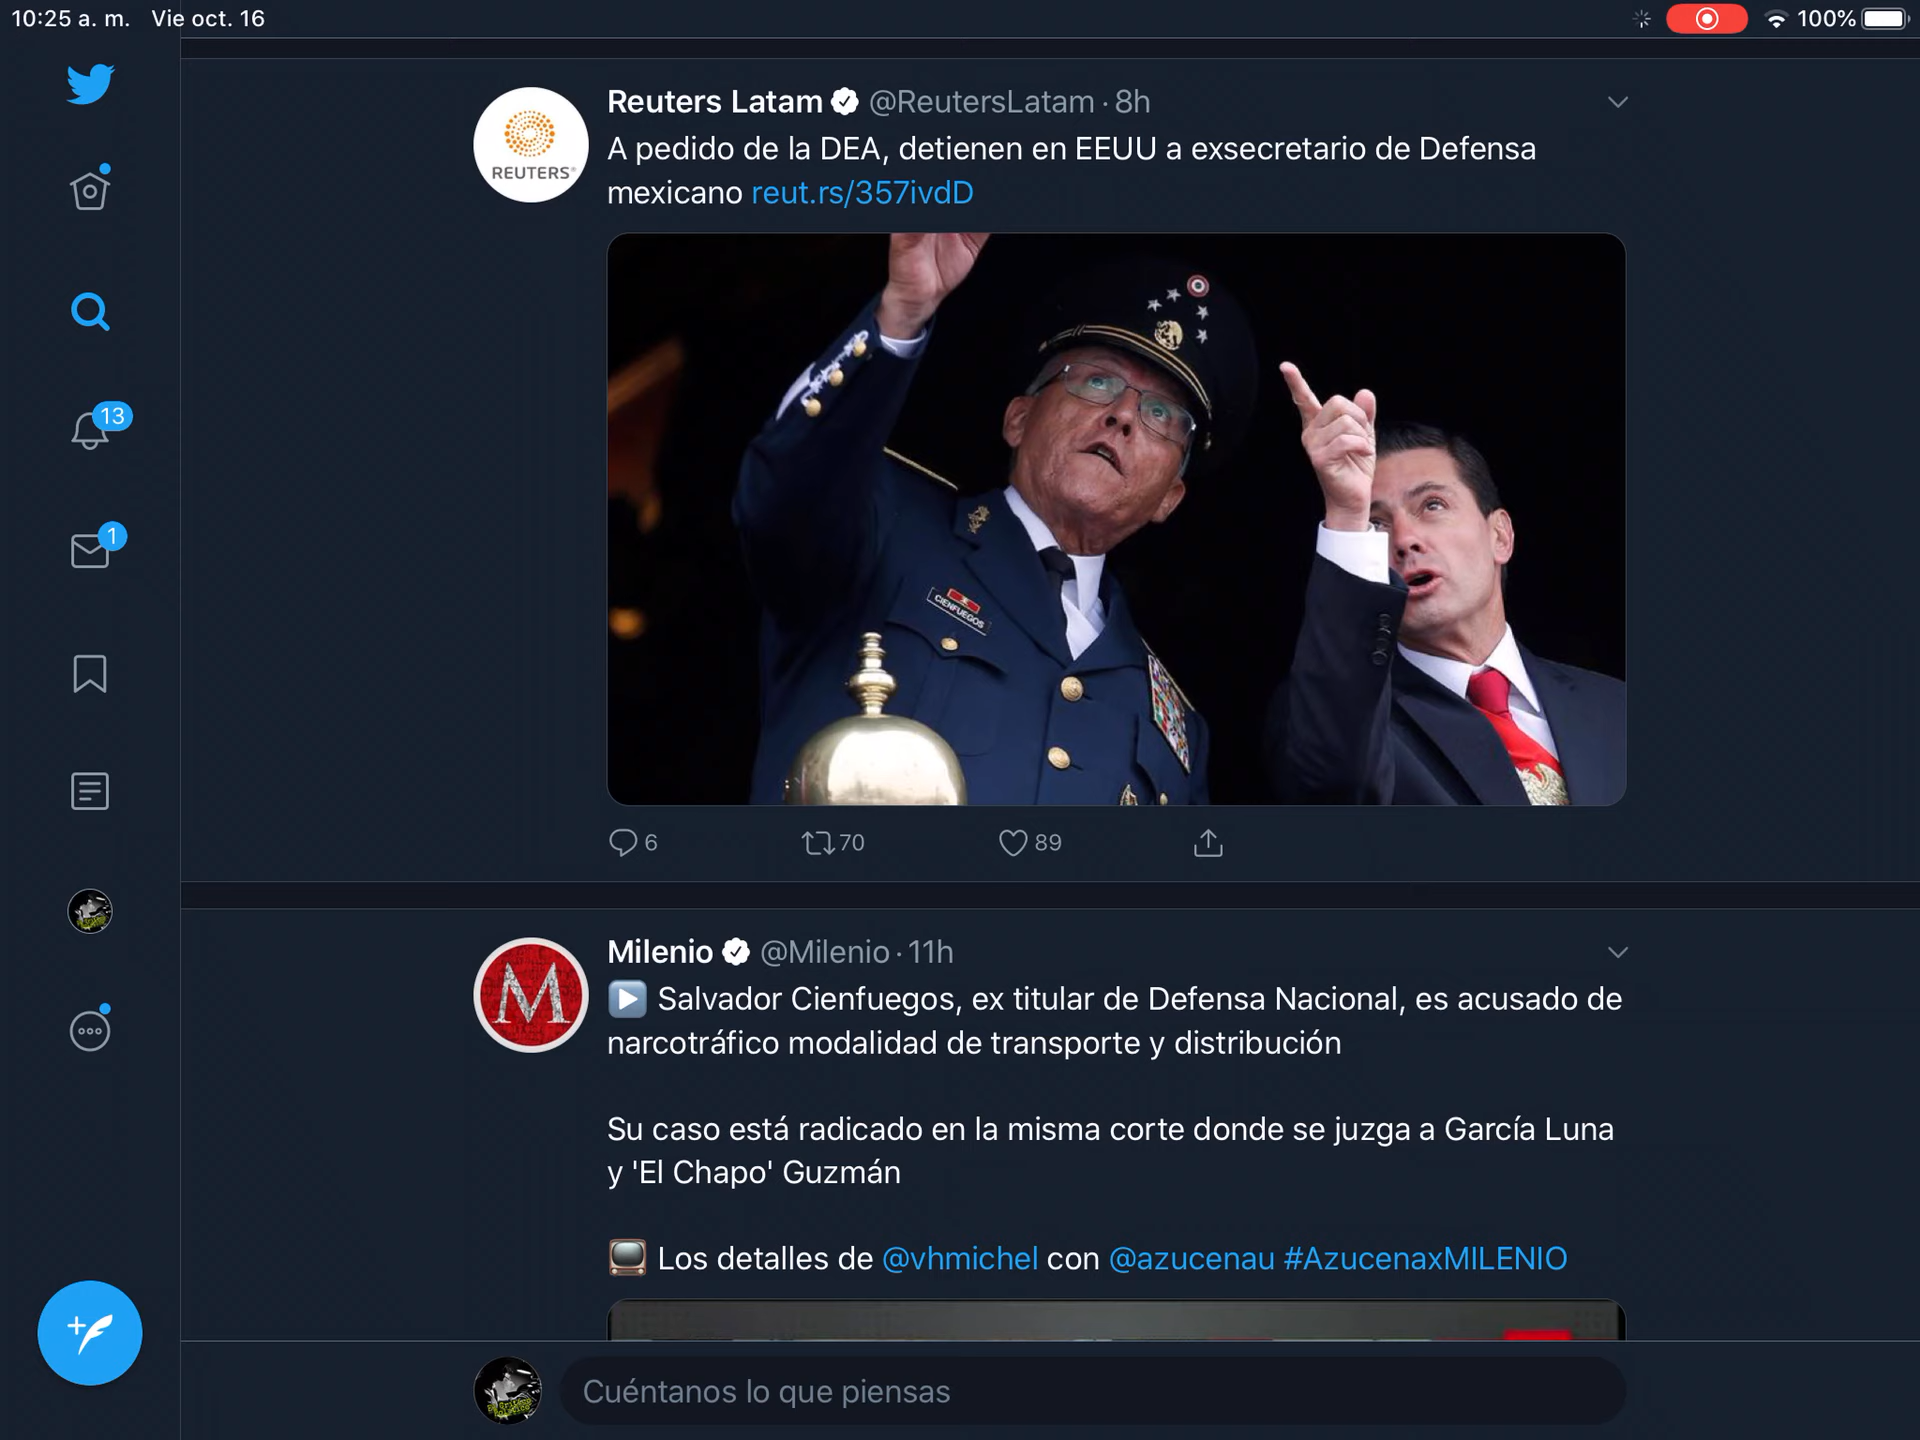 10:25 a. m. Vie oct. 16
100%
Reuters Latam @ReutersLatam · 8h
REUTERS
A pedido de la DEA, detienen en EEUU a exsecretario de Defensa
mexicano reut.rs/357ivdD
CIENFUEGOS
13
1
6 70 89
Milenio @Milenio · 11h
M
Salvador Cienfuegos, ex titular de Defensa Nacional, es acusado de
narcotráfico modalidad de transporte y distribución
Su caso está radicado en la misma corte donde se juzga a García Luna
y 'El Chapo' Guzmán
Los detalles de @vhmichel con @azucenau #AzucenaxMILENIO
Cuéntanos lo que piensas